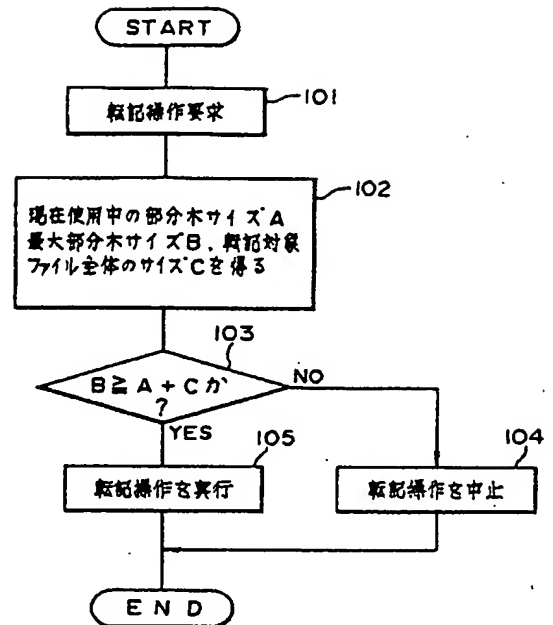 START
101
転記操作要求
102
現在使用中の部分木サイズA
最大部分木サイズB,転記対象
ファイル全体のサイズCを得る
103
B≧A+Cか
?
NO
YES
105
104
転記操作を実行
転記操作を中止
END